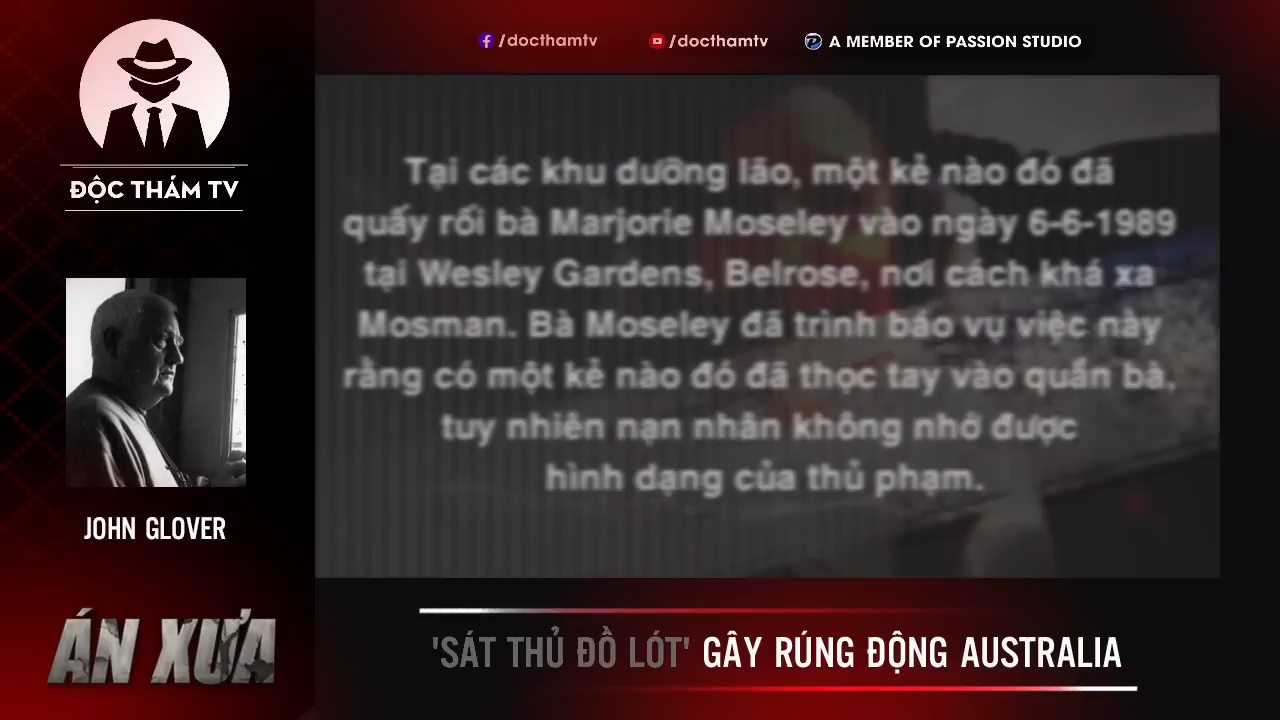 /docthamtv
/docthamtv
A MEMBER OF PASSION STUDIO
ĐỘC THÁM TV
Tại các khu dưỡng lão, một kẻ nào đó đã
quấy rối bà Marjorie Moseley vào ngày 6-6-1989
tại Wesley Gardens, Belrose, nơi cách khá xa
Mosman. Bà Moseley đã trình báo vụ việc này
rằng có một kẻ nào đó đã thọc tay vào quần bà,
tuy nhiên nạn nhân không nhớ được
hình dạng của thủ phạm.
JOHN GLOVER
ÁN XƯA
'SÁT THỦ ĐỒ LÓT' GÂY RÚNG ĐỘNG AUSTRALIA